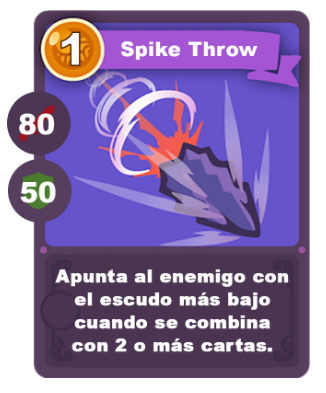 1
Spike Throw
80
50
Apunta al enemigo con
el escudo más bajo
cuando se combina
con 2 o más cartas.